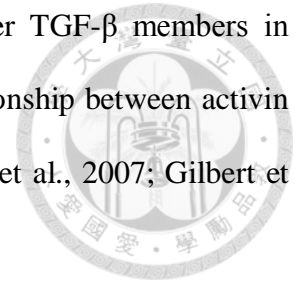 er TGF-β members in
onship between activin
et al., 2007; Gilbert et